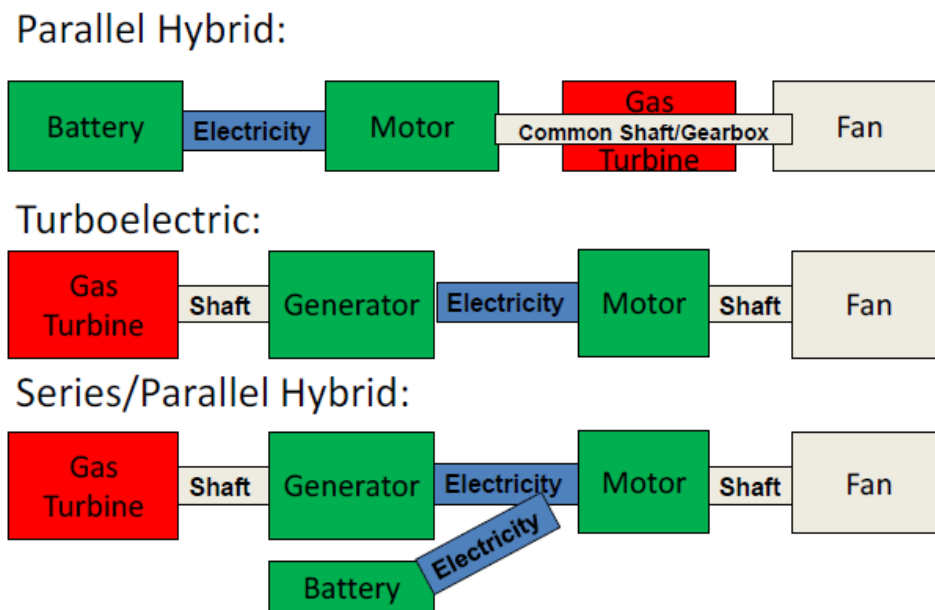 Parallel Hybrid:
Battery
Electricity
Motor
Gas
Common Shaft/Gearbox
Turbine
Fan
Turboelectric:
Gas
Turbine
Shaft
Generator
Electricity
Motor
Shaft
Fan
Series/Parallel Hybrid:
Gas
Turbine
Shaft
Generator
Electricity
Motor
Shaft
Fan
Electricity
Battery